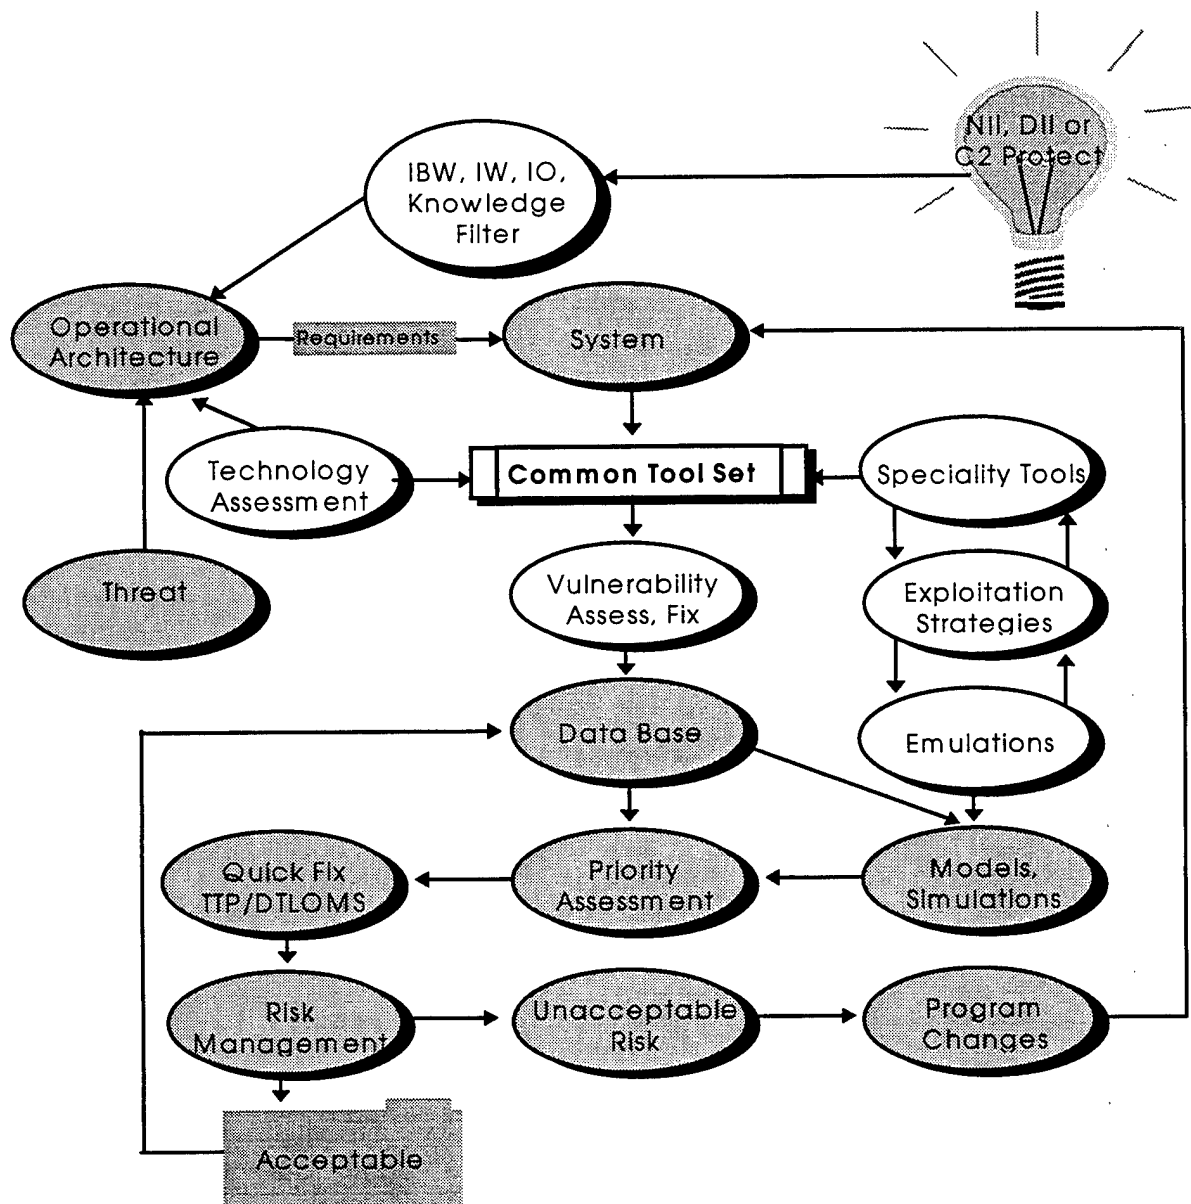 NII, DII or
C2 Protect
IBW, IW, IO,
Knowledge
Filter
Operational
Architecture
Requirements
System
Technology
Assessment
Common Tool Set
Speciality Tools
Threat
Vulnerability
Assess, Fix
Exploitation
Strategies
Data Base
Emulations
Quick Fix
TTP/DTLOMS
Priority
Assessment
Models,
Simulations
Risk
Management
Unacceptable
Risk
Program
Changes
Acceptable